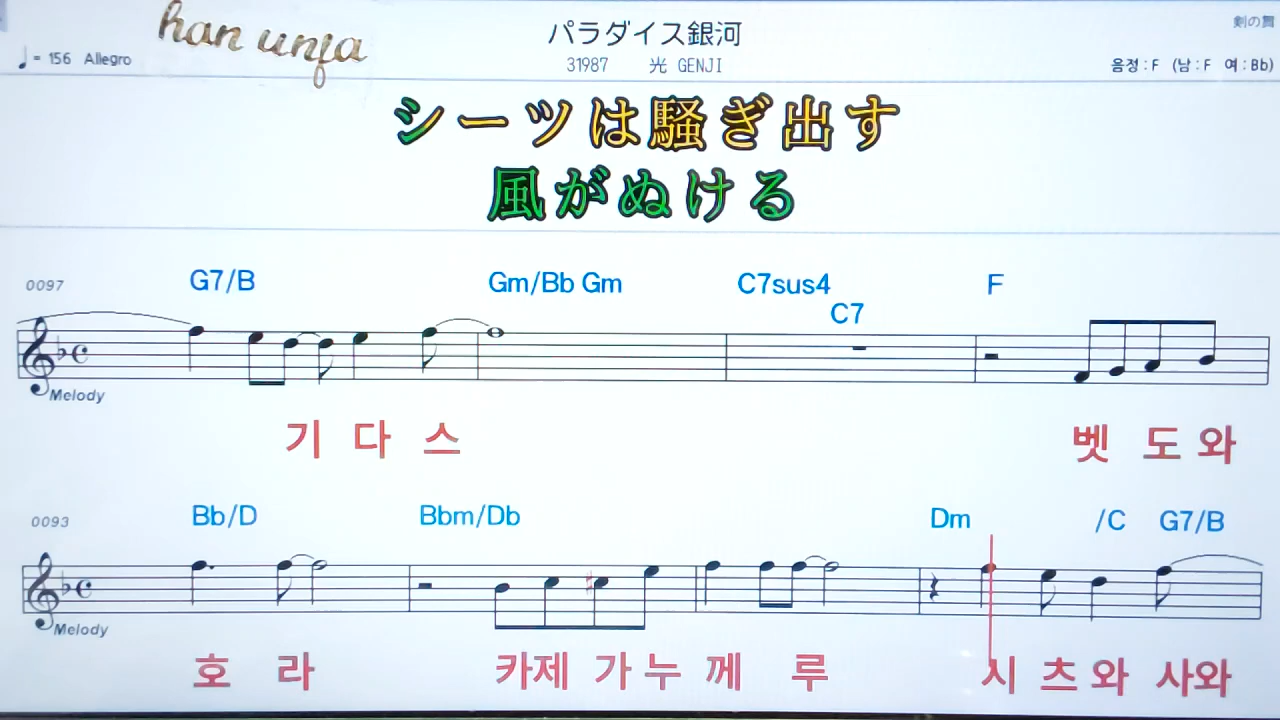 han unja
パラダイス銀河
剣の舞
♩= 156 Allegro
31987 光 GENJI
음정 : F (남 : F 여 : Bb)
シーツは騒ぎ出す
風がぬける
0097 G7/B Gm/Bb Gm C7sus4 C7 F
Melody
기 다 스 벳 도 와
0093 Bb/D Bbm/Db Dm /C G7/B
Melody
호 라 카제 가 누 께 루 시 츠 와 사와